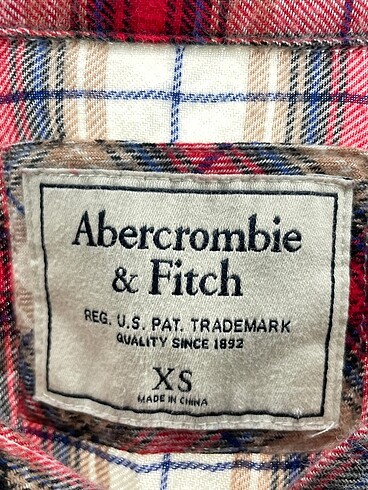 Abercrombie
& Fitch
REG. U.S. PAT. TRADEMARK
QUALITY SINCE 1892
XS
MADE IN CHINA